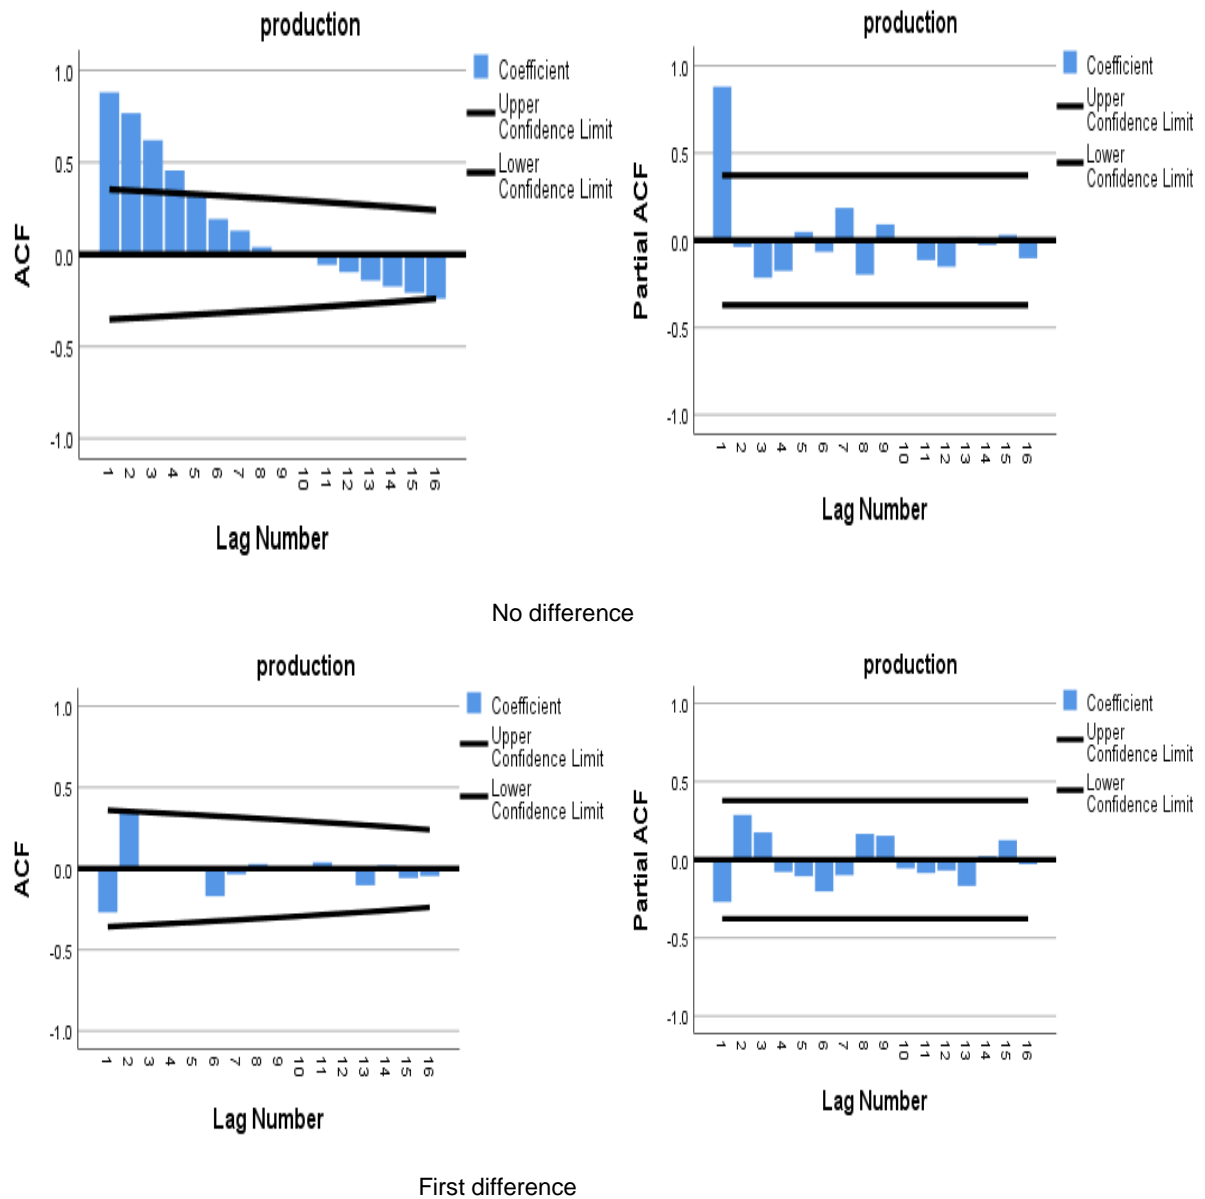 production
1.0
0.5
0.0
-0.5
-1.0
ACF
1 2 3 4 5 6 7 8 9 10 11 12 13 14 15 16
Lag Number
Coefficient
Upper
Confidence Limit
Lower
Confidence Limit
production
1.0
0.5
0.0
-0.5
-1.0
Partial ACF
1 2 3 4 5 6 7 8 9 10 11 12 13 14 15 16
Lag Number
Coefficient
Upper
Confidence Limit
Lower
Confidence Limit
No difference
production
1.0
0.5
0.0
-0.5
-1.0
ACF
1 2 3 4 5 6 7 8 9 10 11 12 13 14 15 16
Lag Number
Coefficient
Upper
Confidence Limit
Lower
Confidence Limit
production
1.0
0.5
0.0
-0.5
-1.0
Partial ACF
1 2 3 4 5 6 7 8 9 10 11 12 13 14 15 16
Lag Number
Coefficient
Upper
Confidence Limit
Lower
Confidence Limit
First difference